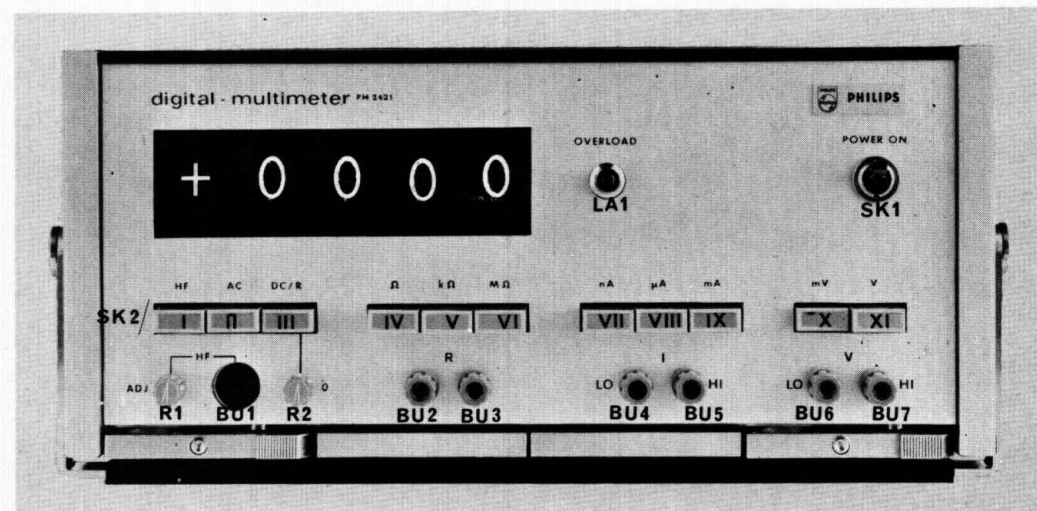 digital - multimeter PM 2421
PHILIPS
OVERLOAD
POWER ON
+ 0 0 0 0
LA1
SK1
HF AC DC/R
Ω kΩ MΩ
nA μA mA
mV V
SK2/
I II III
IV V VI
VII VIII IX
X XI
HF
R
I
V
ADJ
0
LO HI
LO HI
R1 BU1 R2
BU2 BU3
BU4 BU5
BU6 BU7